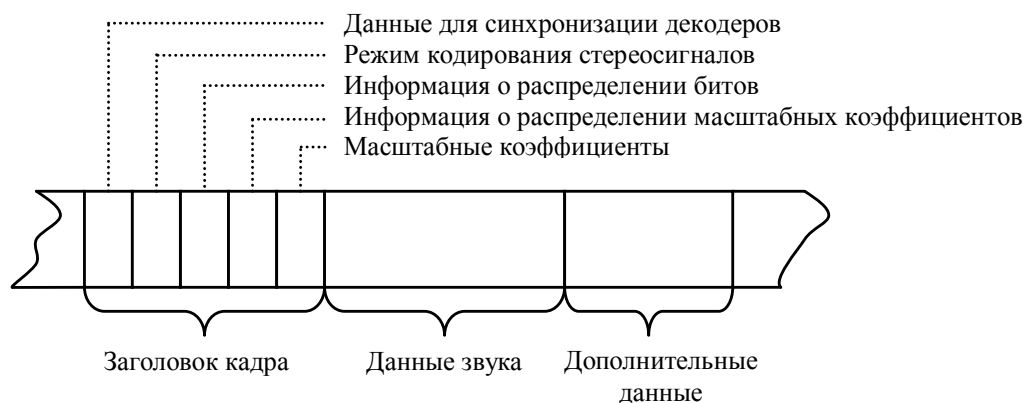 Данные для синхронизации декодеров
Режим кодирования стереосигналов
Информация о распределении битов
Информация о распределении масштабных коэффициентов
Масштабные коэффициенты
Заголовок кадра
Данные звука
Дополнительные
данные